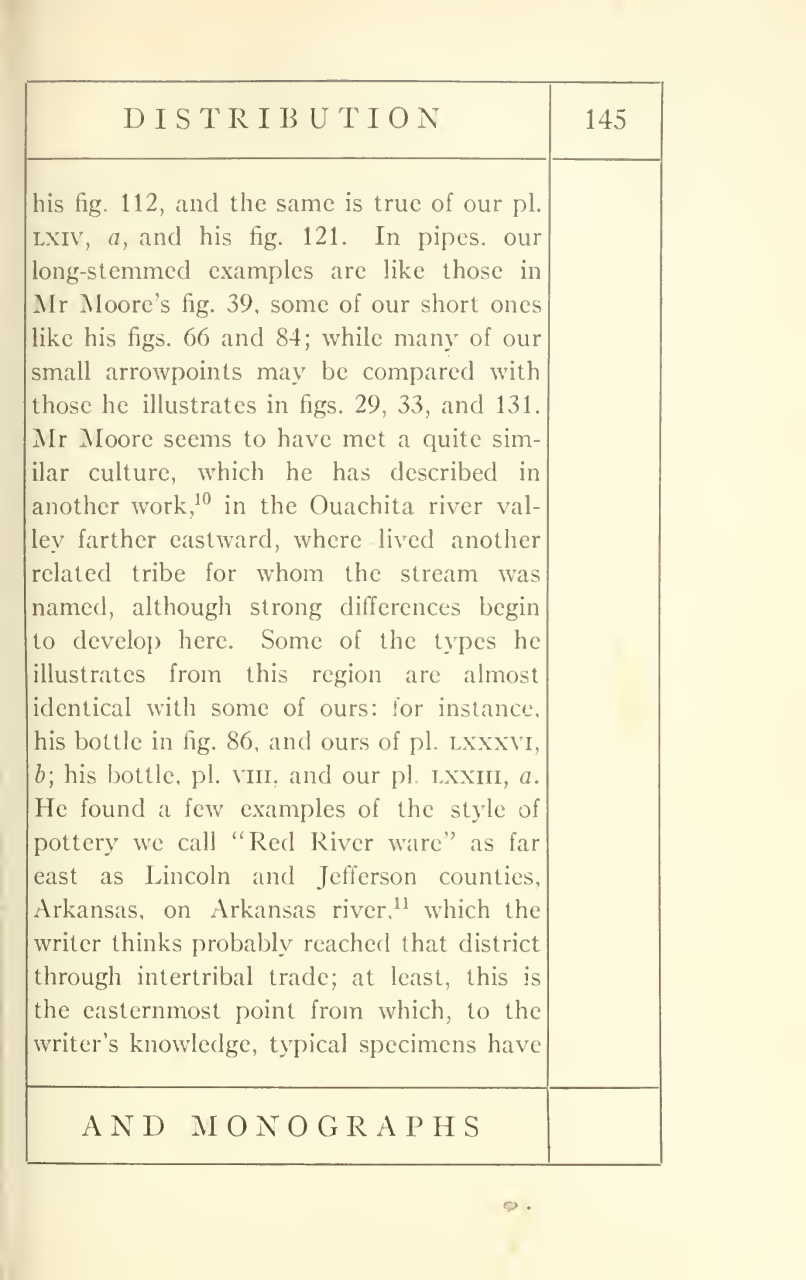 DISTRIBUTION 145
his fig. 112, and the same is true of our pl.
LXIV, a, and his fig. 121. In pipes. our
long-stemmed examples are like those in
Mr Moore's fig. 39, some of our short ones
like his figs. 66 and 84; while many of our
small arrowpoints may be compared with
those he illustrates in figs. 29, 33, and 131.
Mr Moore seems to have met a quite sim-
ilar culture, which he has described in
another work,¹⁰ in the Ouachita river val-
ley farther eastward, where lived another
related tribe for whom the stream was
named, although strong differences begin
to develop here. Some of the types he
illustrates from this region are almost
identical with some of ours: for instance,
his bottle in fig. 86, and ours of pl. LXXXVI,
b; his bottle, pl. VIII, and our pl. LXXIII, a.
He found a few examples of the style of
pottery we call "Red River ware" as far
east as Lincoln and Jefferson counties,
Arkansas, on Arkansas river,¹¹ which the
writer thinks probably reached that district
through intertribal trade; at least, this is
the easternmost point from which, to the
writer's knowledge, typical specimens have
AND MONOGRAPHS